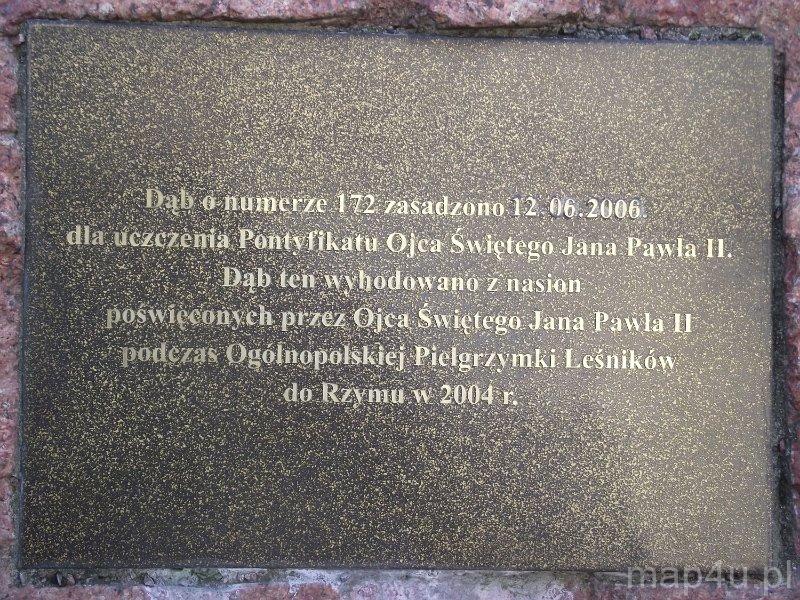 Dąb o numerze 172 zasadzono 12.06.2006.
dla uczczenia Pontyfikatu Ojca Świętego Jana Pawła II.
Dąb ten wyhodowano z nasion
poświęconych przez Ojca Świętego Jana Pawła II
podczas Ogólnopolskiej Pielgrzymki Leśników
do Rzymu w 2004 r.
map4u.pl